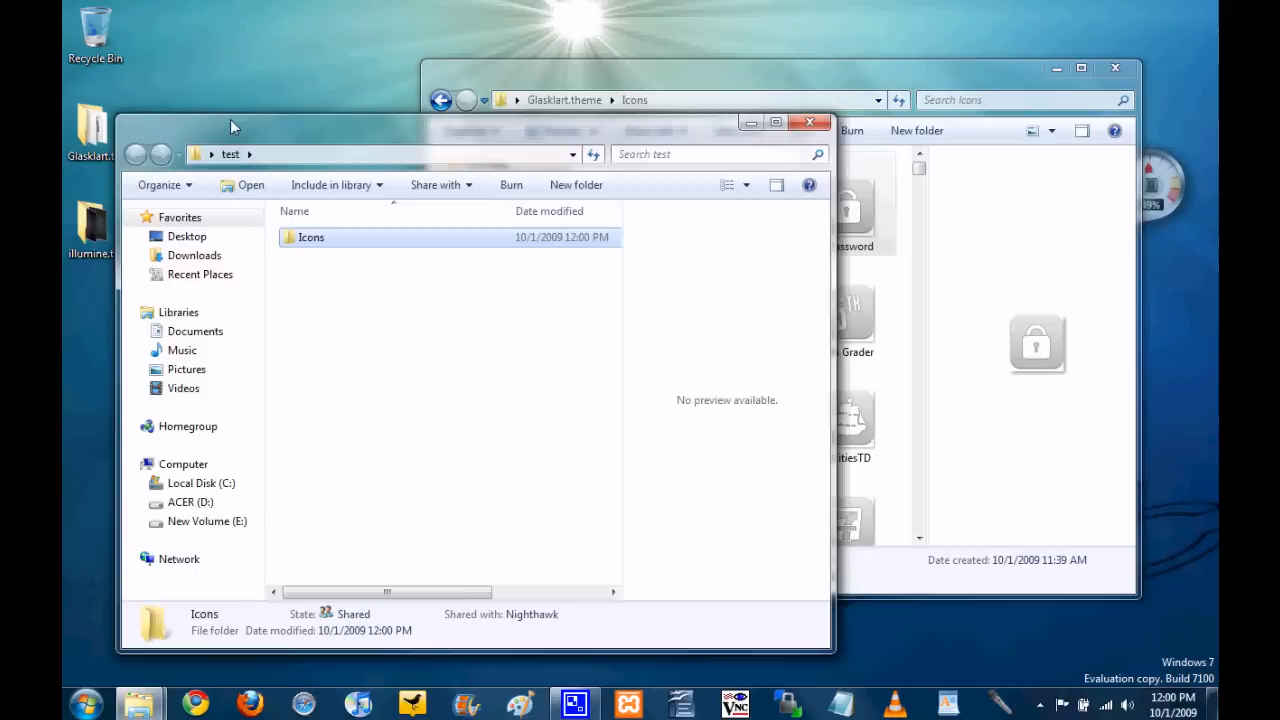 Recycle Bin
Glasklart.t
illumine.t
Glasklart.theme
Icons
Search Icons
Burn
New folder
test
Search test
Organize
Open
Include in library
Share with
Burn
New folder
Name
Date modified
Icons
10/1/2009 12:00 PM
Favorites
Desktop
Downloads
Recent Places
Libraries
Documents
Music
Pictures
Videos
Homegroup
Computer
Local Disk (C:)
ACER (D:)
New Volume (E:)
Network
No preview available.
Icons
State:
Shared
Shared with: Nighthawk
File folder
Date modified: 10/1/2009 12:00 PM
assword
Grader
itiesTD
Date created: 10/1/2009 11:39 AM
Windows 7
Evaluation copy. Build 7100
VNC
12:00 PM
10/1/2009